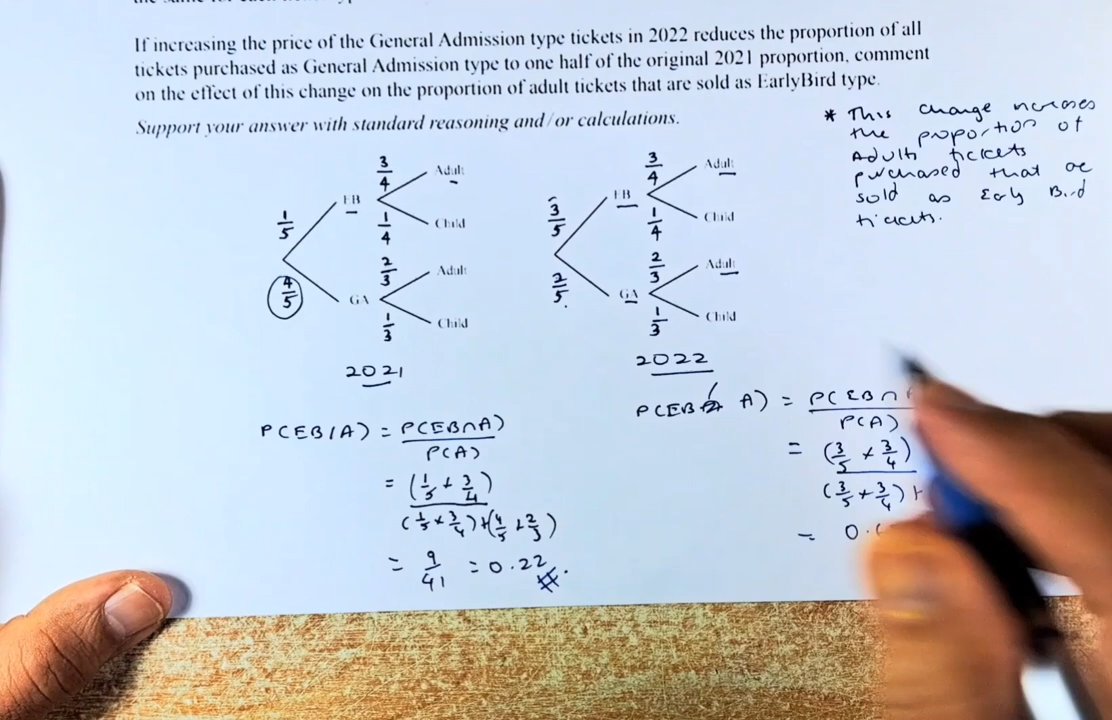 If increasing the price of the General Admission type tickets in 2022 reduces the proportion of all
tickets purchased as General Admission type to one half of the original 2021 proportion, comment
on the effect of this change on the proportion of adult tickets that are sold as EarlyBird type.
Support your answer with standard reasoning and/or calculations.
* This change increases
the proportion of
Adult tickets
purchased that are
sold as Early Bird
tickets.
1/5
4/5
EB
GA
3/4
Adult
1/4
Child
2/3
Adult
1/3
Child
2021
3/5
2/5
EB
GA
3/4
Adult
1/4
Child
2/3
Adult
1/3
Child
2022
P(EB/A) = P(EB∩A)
P(A)
= (1/5 × 3/4)
(1/5 × 3/4) + (4/5 × 2/3)
= 9/41 = 0.22
P(EB/ A) = P(EB∩
P(A)
= (3/5 × 3/4)
(3/5 × 3/4) +
= 0.